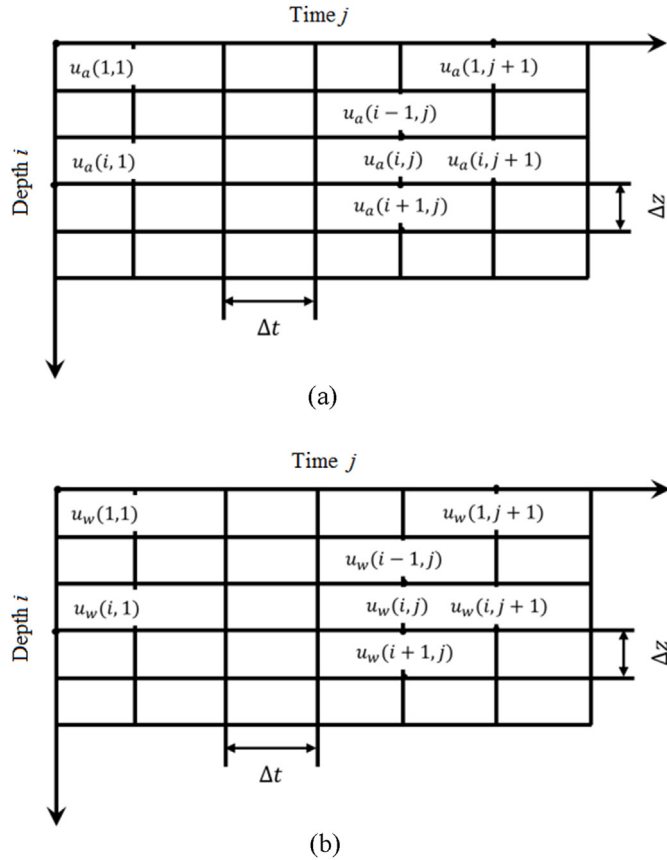 Time j
u_a(1,1) u_a(1, j + 1)
u_a(i − 1, j)
Depth i u_a(i, 1) u_a(i, j) u_a(i, j + 1)
u_a(i + 1, j) Δz
Δt
(a)
Time j
u_w(1,1) u_w(1, j + 1)
u_w(i − 1, j)
Depth i u_w(i, 1) u_w(i, j) u_w(i, j + 1)
u_w(i + 1, j) Δz
Δt
(b)